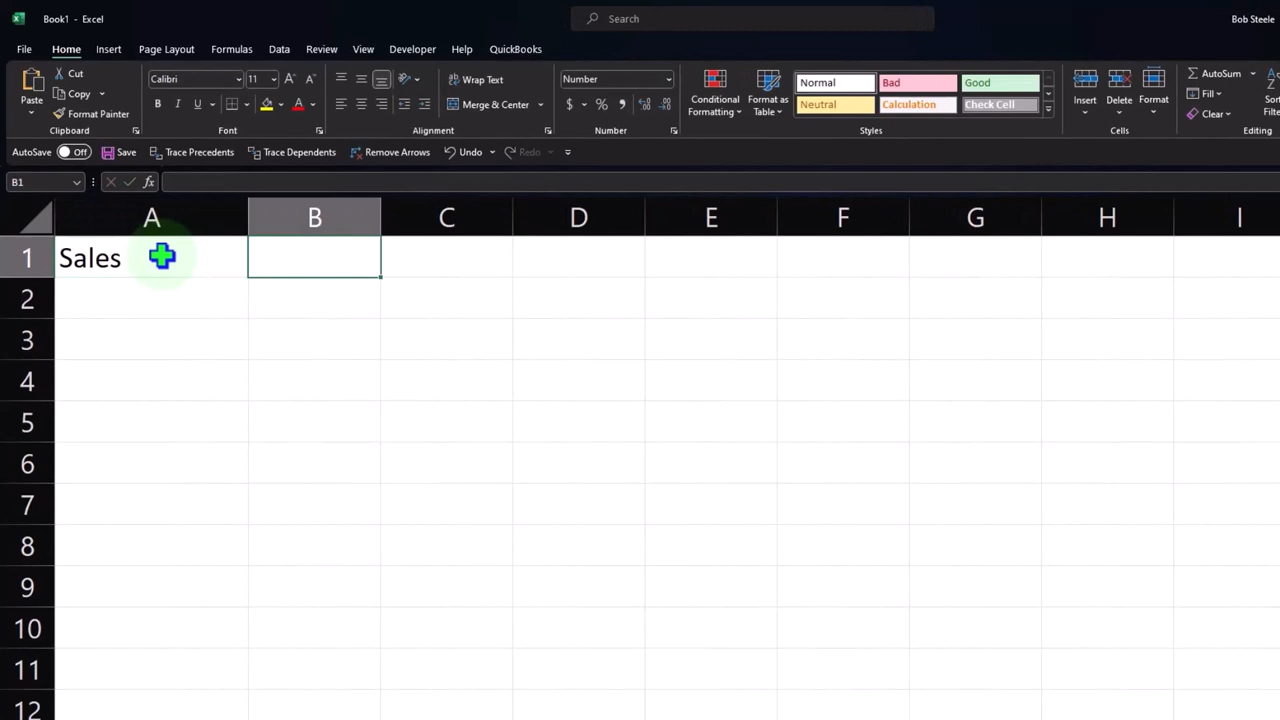 Book1 - Excel
Search
Bob Steele
File Home Insert Page Layout Formulas Data Review View Developer Help QuickBooks
Cut
Copy
Format Painter
Paste
Clipboard
Calibri 11
B I U
Font
Wrap Text
Merge & Center
Alignment
Number
$ % 9
Number
Conditional
Formatting
Format as
Table
Normal Bad Good
Neutral Calculation Check Cell
Styles
Insert Delete Format
Cells
AutoSum
Fill
Clear
Sort
Filte
Editing
AutoSave Off Save Trace Precedents Trace Dependents Remove Arrows Undo Redo
B1 fx
A B C D E F G H I
1 Sales
2
3
4
5
6
7
8
9
10
11
12